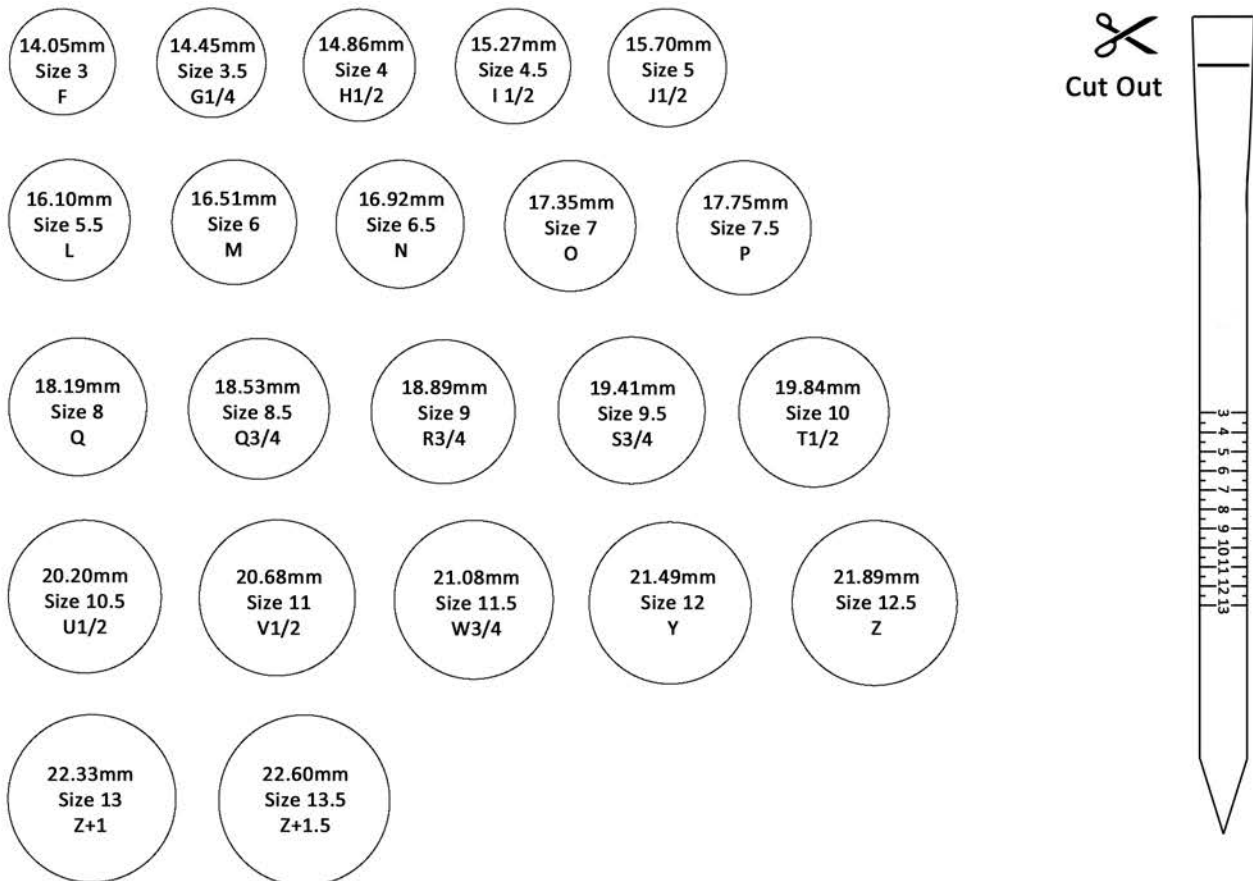 14.05mm
Size 3
F
14.45mm
Size 3.5
G1/4
14.86mm
Size 4
H1/2
15.27mm
Size 4.5
I 1/2
15.70mm
Size 5
J1/2
Cut Out
16.10mm
Size 5.5
L
16.51mm
Size 6
M
16.92mm
Size 6.5
N
17.35mm
Size 7
O
17.75mm
Size 7.5
P
18.19mm
Size 8
Q
18.53mm
Size 8.5
Q3/4
18.89mm
Size 9
R3/4
19.41mm
Size 9.5
S3/4
19.84mm
Size 10
T1/2
20.20mm
Size 10.5
U1/2
20.68mm
Size 11
V1/2
21.08mm
Size 11.5
W3/4
21.49mm
Size 12
Y
21.89mm
Size 12.5
Z
22.33mm
Size 13
Z+1
22.60mm
Size 13.5
Z+1.5
3
4
5
6
7
8
9
10
11
12
13